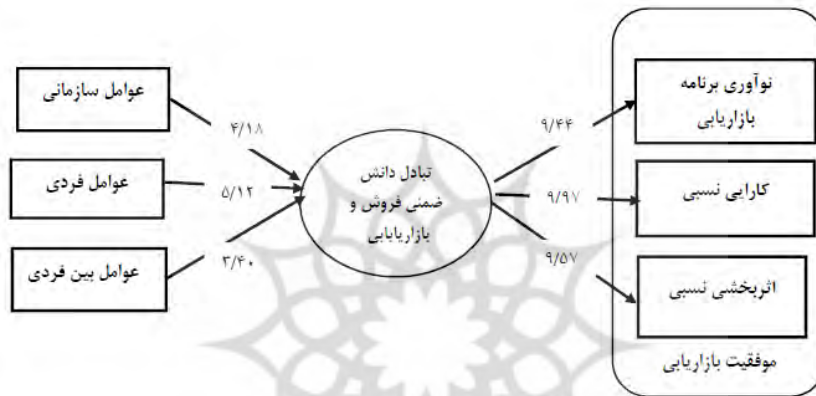 عوامل سازمانی
عوامل فردی
عوامل بین فردی
۴/۱۸
۵/۱۲
۳/۴۰
تبادل دانش
ضمنی فروش و
بازاریابایی
۹/۴۴
۹/۹۷
۹/۵۷
نوآوری برنامه
بازاریابی
کارایی نسبی
اثربخشی نسبی
موفقیت بازاریابی